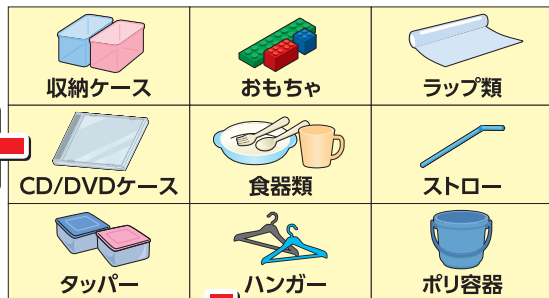 収納ケース
おもちゃ
ラップ類
CD/DVDケース
食器類
ストロー
タッパー
ハンガー
ポリ容器